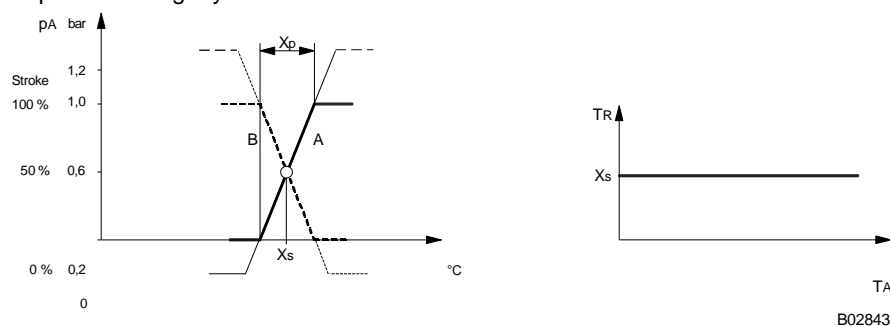 pA bar
Xp
1,2
Stroke
100 % 1,0
B A
50 % 0,6
Xs
0 % 0,2
°C
0
TR
Xs
TA
B02843